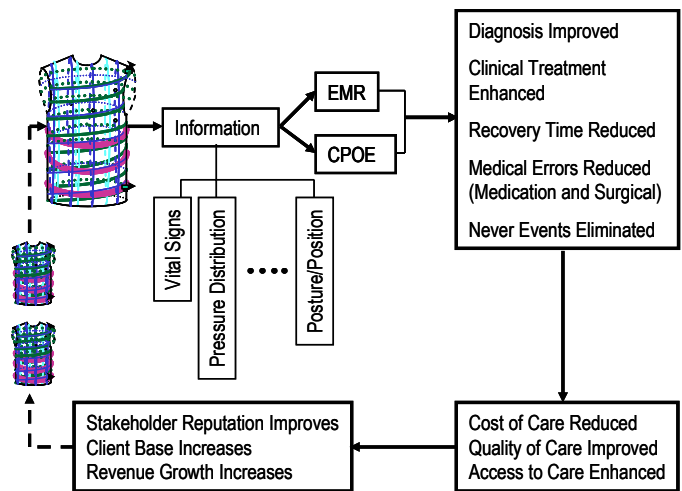 Information
EMR
CPOE
Vital Signs
Pressure Distribution
Posture/Position
Diagnosis Improved
Clinical Treatment
Enhanced
Recovery Time Reduced
Medical Errors Reduced
(Medication and Surgical)
Never Events Eliminated
Cost of Care Reduced
Quality of Care Improved
Access to Care Enhanced
Stakeholder Reputation Improves
Client Base Increases
Revenue Growth Increases